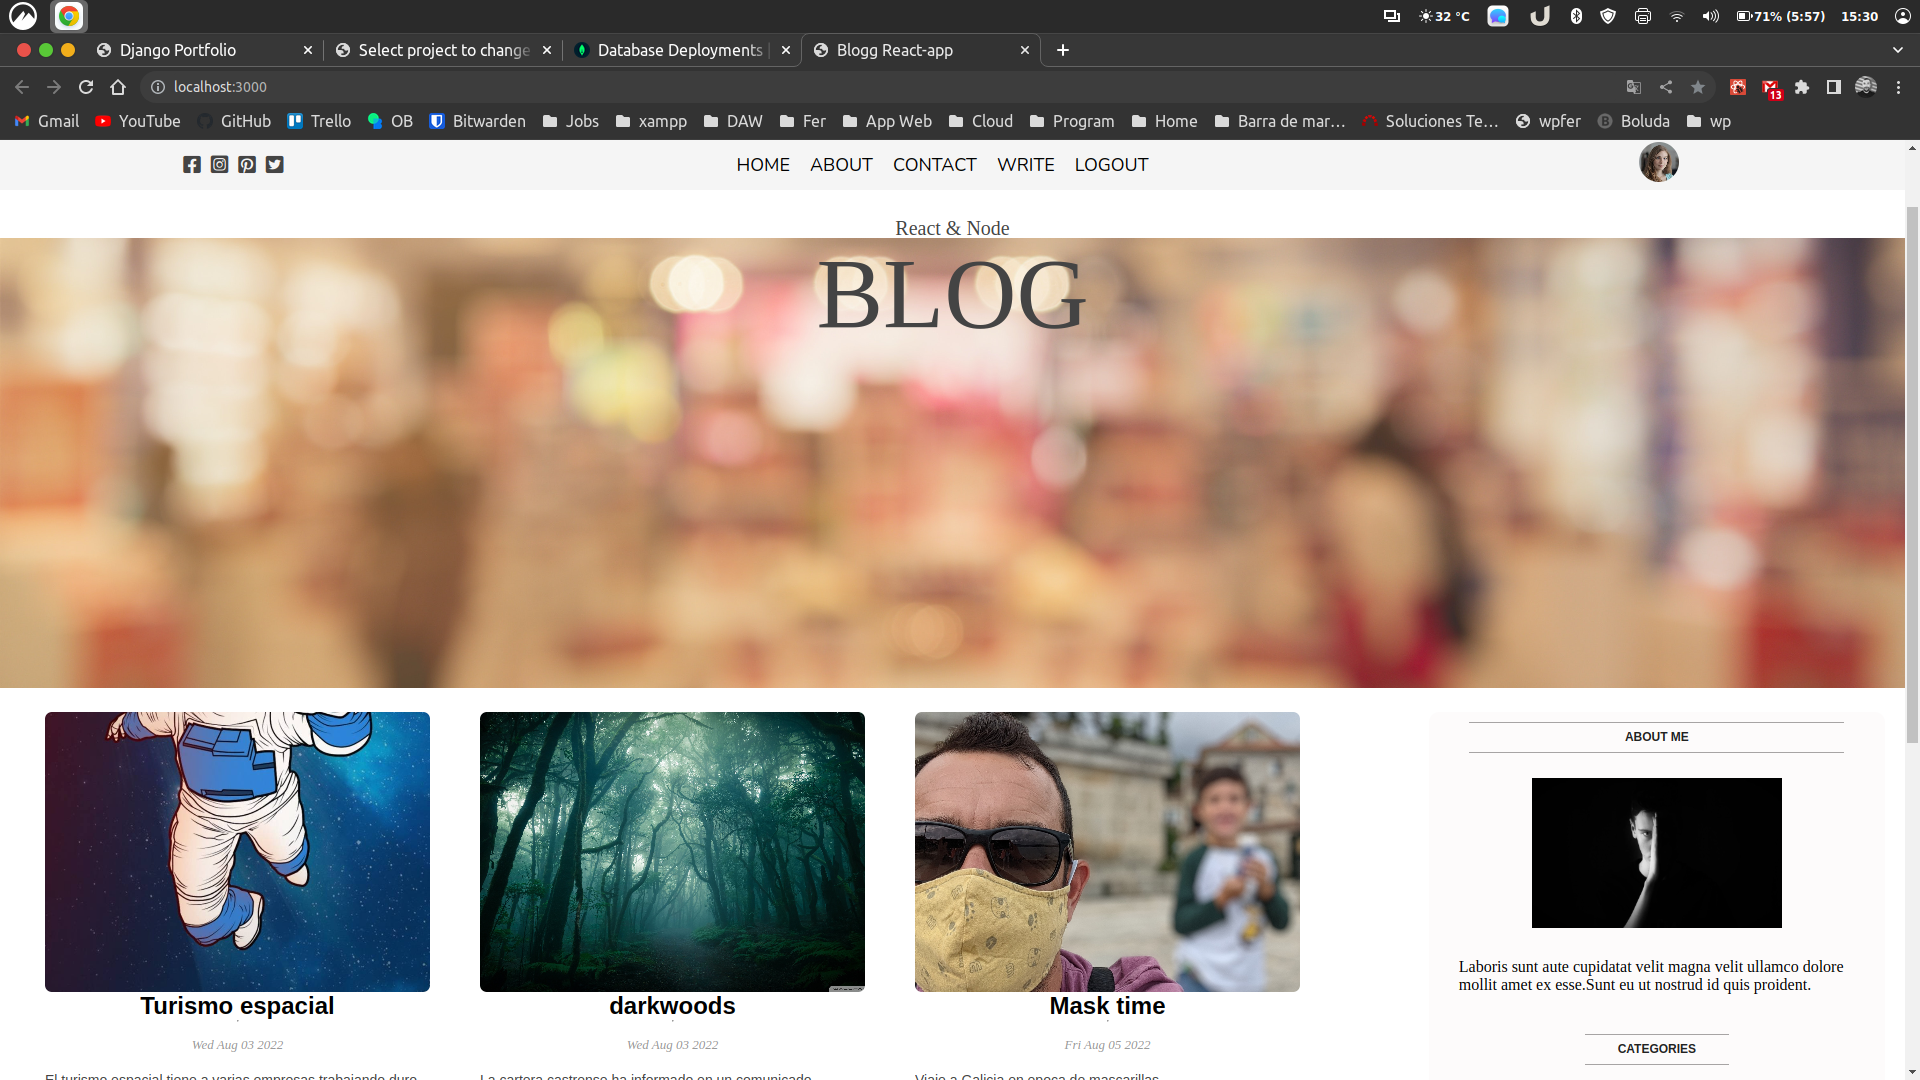 32 °C
71% (5:57)
15:30
Django Portfolio
Select project to change
Database Deployments
Blogg React-app
localhost:3000
13
Gmail
YouTube
GitHub
Trello
OB
Bitwarden
Jobs
xampp
DAW
Fer
App Web
Cloud
Program
Home
Barra de mar…
Soluciones Te…
wpfer
Boluda
wp
HOME
ABOUT
CONTACT
WRITE
LOGOUT
React & Node
BLOG
Turismo espacial
Wed Aug 03 2022
El turismo espacial tiene a varias empresas trabajando duro
darkwoods
Wed Aug 03 2022
La cartera castrense ha informado en un comunicado
Mask time
Fri Aug 05 2022
Viaje a Galicia en epoca de mascarillas
ABOUT ME
Laboris sunt aute cupidatat velit magna velit ullamco dolore
mollit amet ex esse.Sunt eu ut nostrud id quis proident.
CATEGORIES